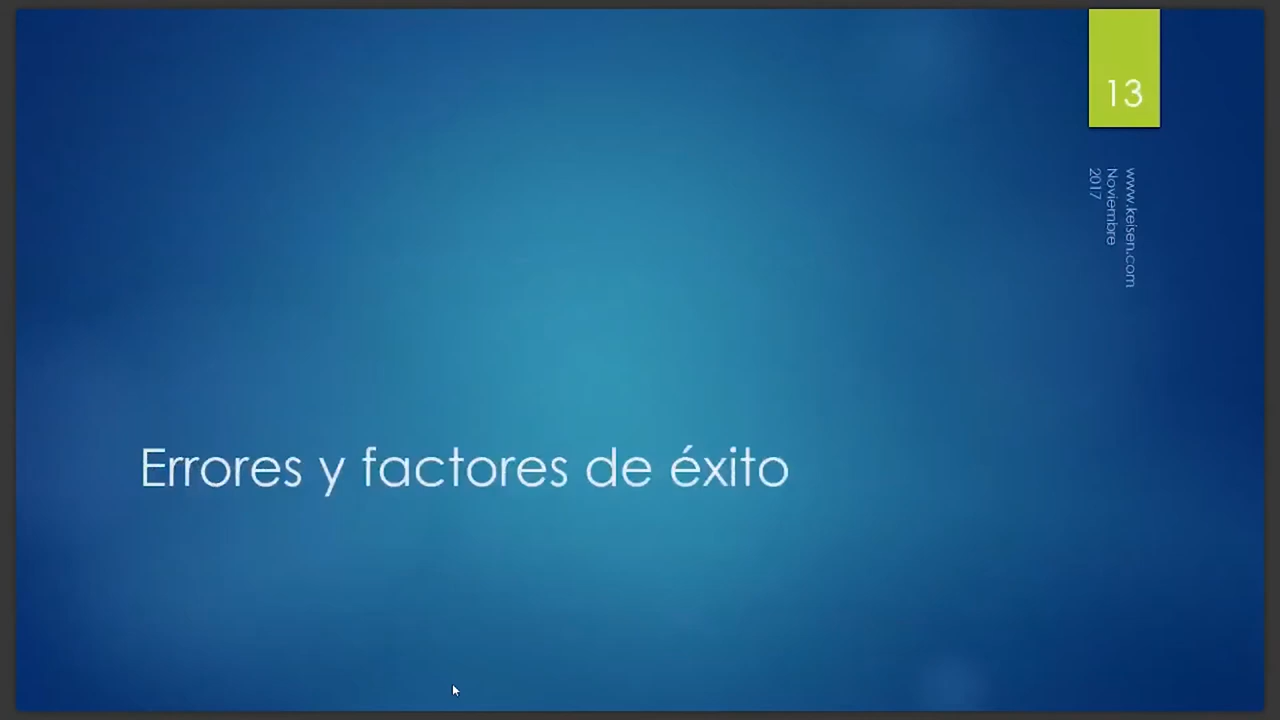 13
www.keisen.com
Noviembre
2017
Errores y factores de éxito